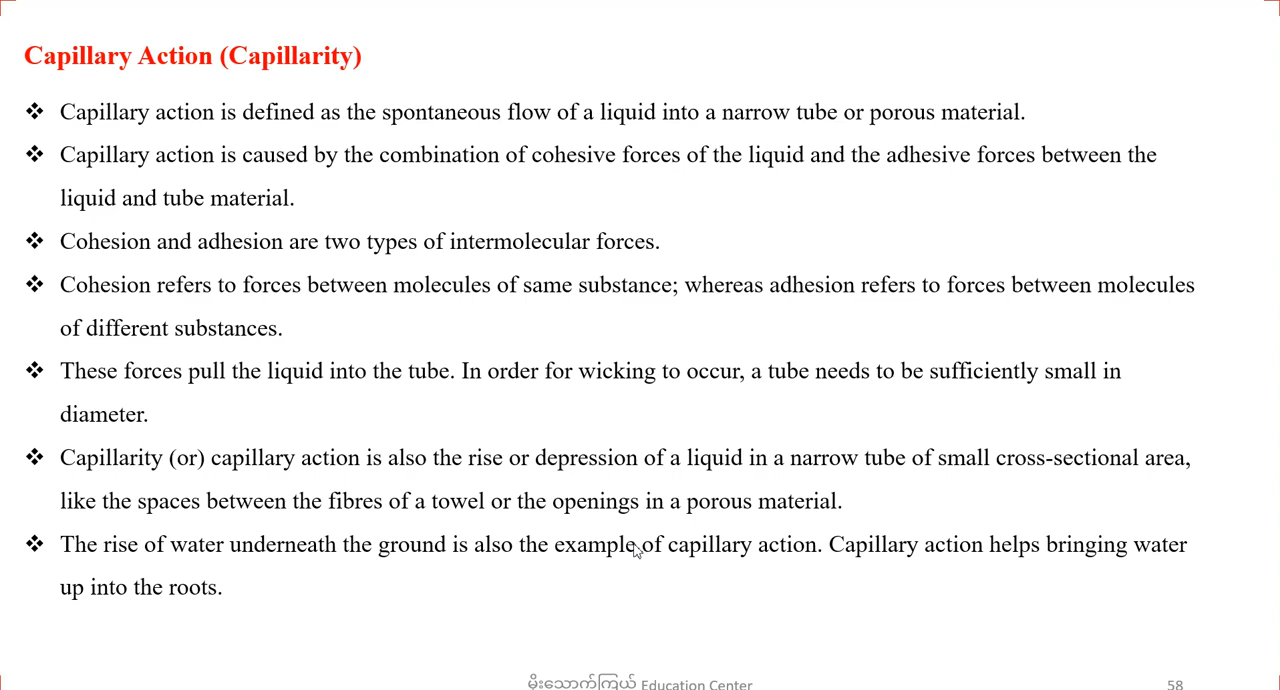 Capillary Action (Capillarity)
❖ Capillary action is defined as the spontaneous flow of a liquid into a narrow tube or porous material.
❖ Capillary action is caused by the combination of cohesive forces of the liquid and the adhesive forces between the
liquid and tube material.
❖ Cohesion and adhesion are two types of intermolecular forces.
❖ Cohesion refers to forces between molecules of same substance; whereas adhesion refers to forces between molecules
of different substances.
❖ These forces pull the liquid into the tube. In order for wicking to occur, a tube needs to be sufficiently small in
diameter.
❖ Capillarity (or) capillary action is also the rise or depression of a liquid in a narrow tube of small cross-sectional area,
like the spaces between the fibres of a towel or the openings in a porous material.
❖ The rise of water underneath the ground is also the example of capillary action. Capillary action helps bringing water
up into the roots.
မိုးသောက်ကြယ် Education Center
58